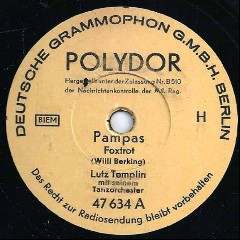 DEUTSCHE GRAMMOPHON G.M.B.H. BERLIN
POLYDOR
Hergestellt unter der Zulassung Nr. B510
der Nachrichtenkontrolle der Mil. Reg.
BIEM
H
Pampas
Foxtrot
(Willi Berking)
Lutz Templin
mit seinem
Tanzorchester
47 634 A
Das Recht zur Radiosendung bleibt vorbehalten